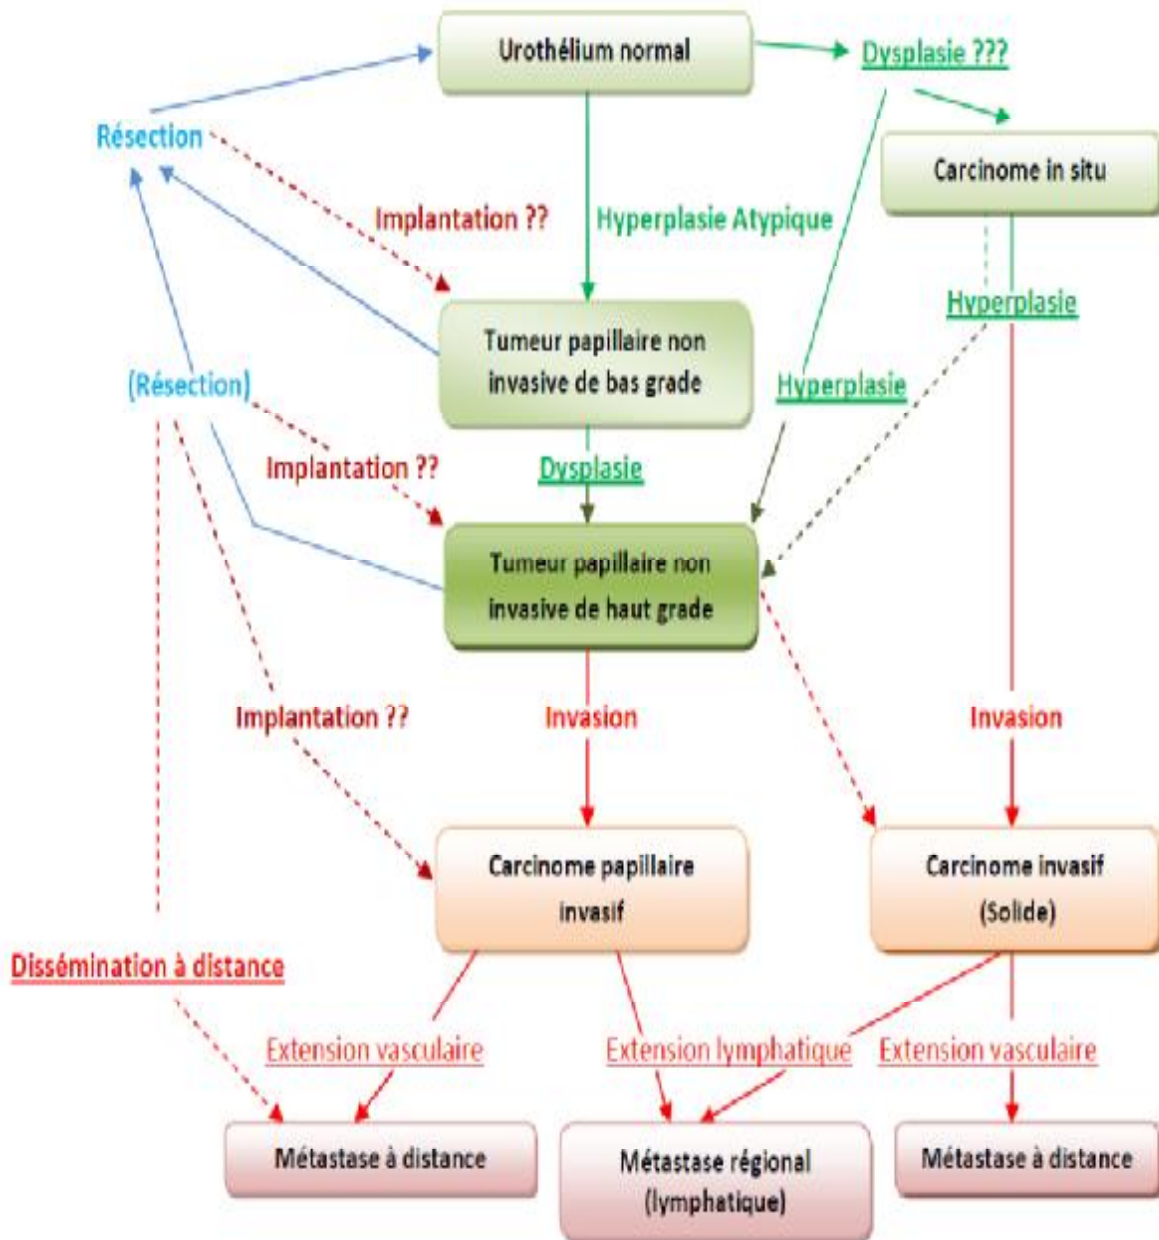 Urothélium normal
Dysplasie ???
Résection
Carcinome in situ
Implantation ??
Hyperplasie Atypique
Hyperplasie
Tumeur papillaire non
invasive de bas grade
(Résection)
Hyperplasie
Implantation ??
Dysplasie
Tumeur papillaire non
invasive de haut grade
Implantation ??
Invasion
Invasion
Carcinome papillaire
invasif
Carcinome invasif
(Solide)
Dissémination à distance
Extension vasculaire
Extension lymphatique
Extension vasculaire
Métastase à distance
Métastase régional
(lymphatique)
Métastase à distance